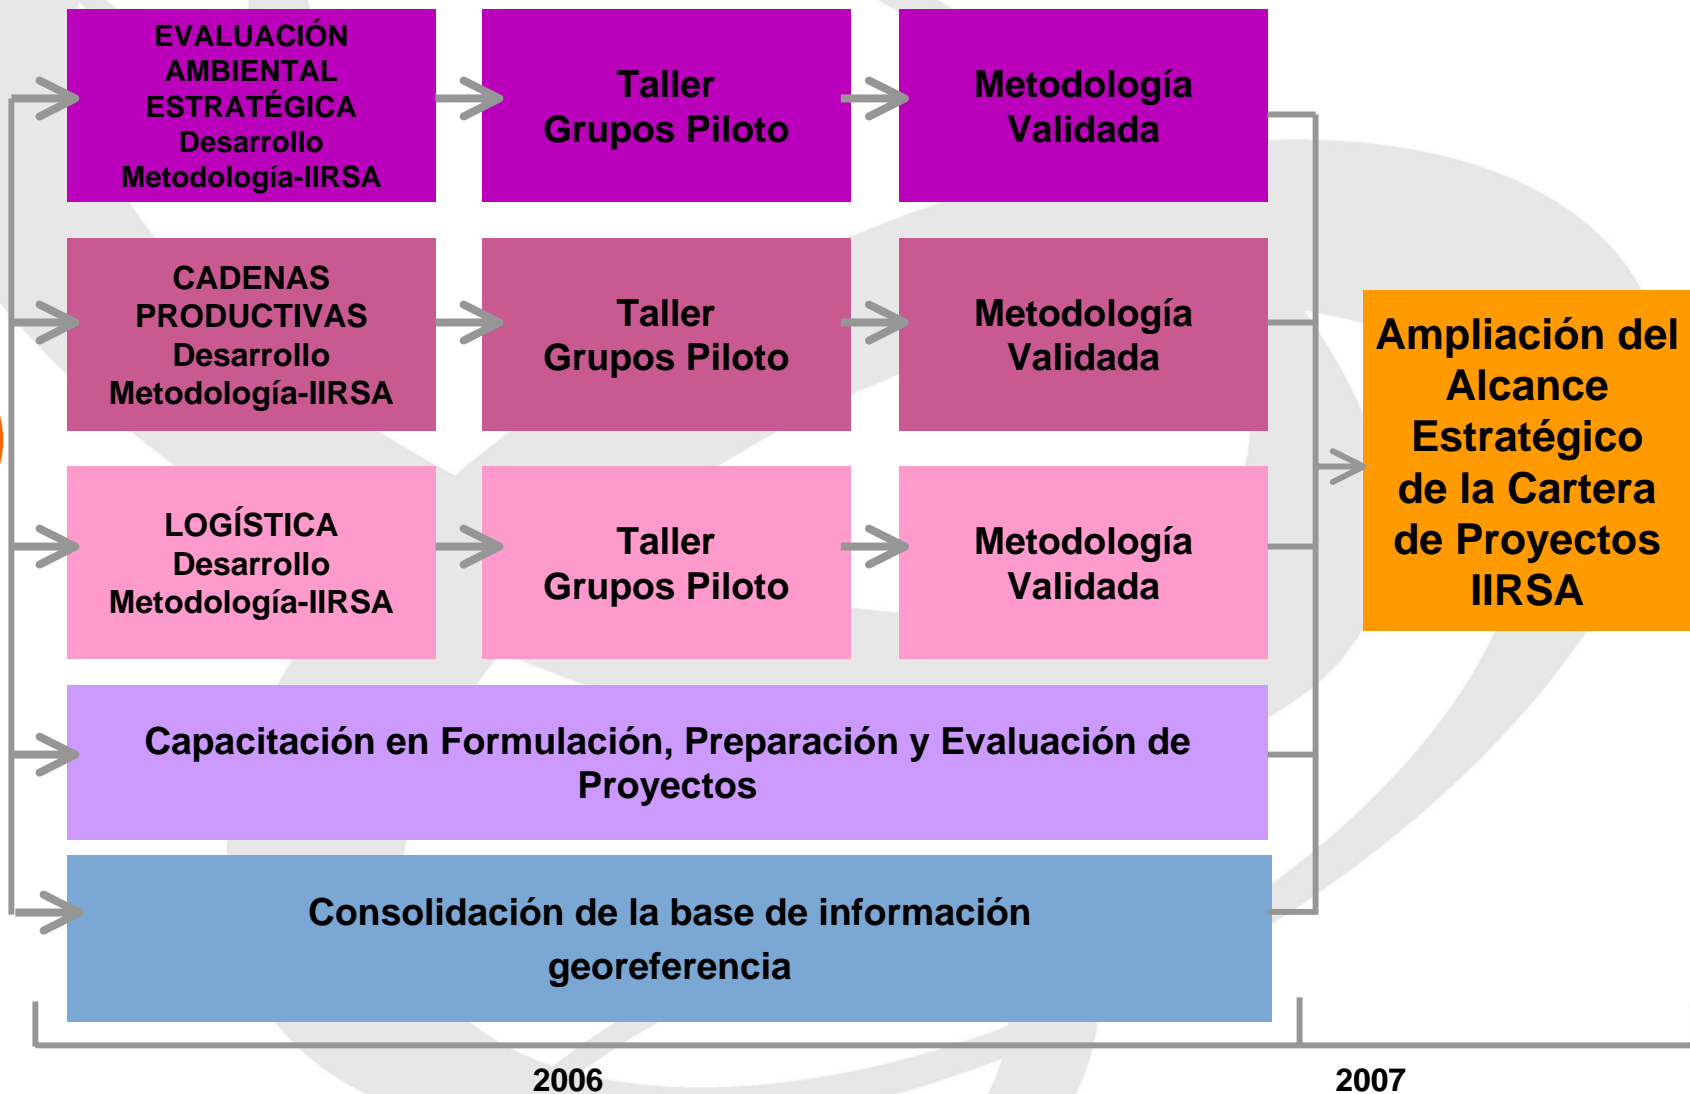 EVALUACIÓN
AMBIENTAL
ESTRATÉGICA
Desarrollo
Metodología-IIRSA
Taller
Grupos Piloto
Metodología
Validada
CADENAS
PRODUCTIVAS
Desarrollo
Metodología-IIRSA
Taller
Grupos Piloto
Metodología
Validada
LOGÍSTICA
Desarrollo
Metodología-IIRSA
Taller
Grupos Piloto
Metodología
Validada
Capacitación en Formulación, Preparación y Evaluación de
Proyectos
Consolidación de la base de información
georeferencia
Ampliación del
Alcance
Estratégico
de la Cartera
de Proyectos
IIRSA
2006
2007